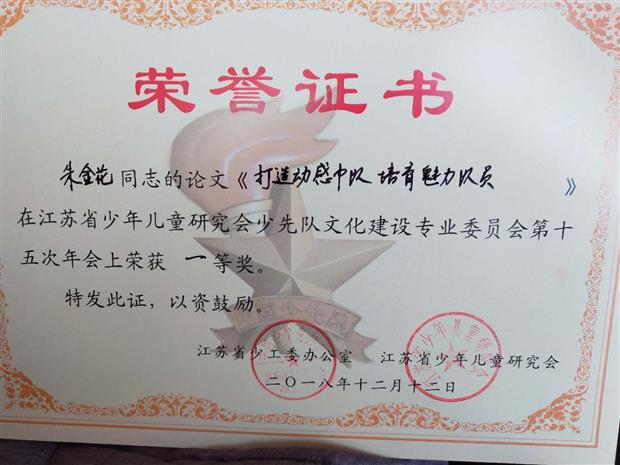 荣誉证书
朱金花同志的论文《打造动感中队 培育魅力队员》
在江苏省少年儿童研究会少先队文化建设专业委员会第十
五次年会上荣获 一等奖。
特发此证，以资鼓励。
江苏省少工委办公室 江苏省少年儿童研究会
二〇一八年十二月十二日